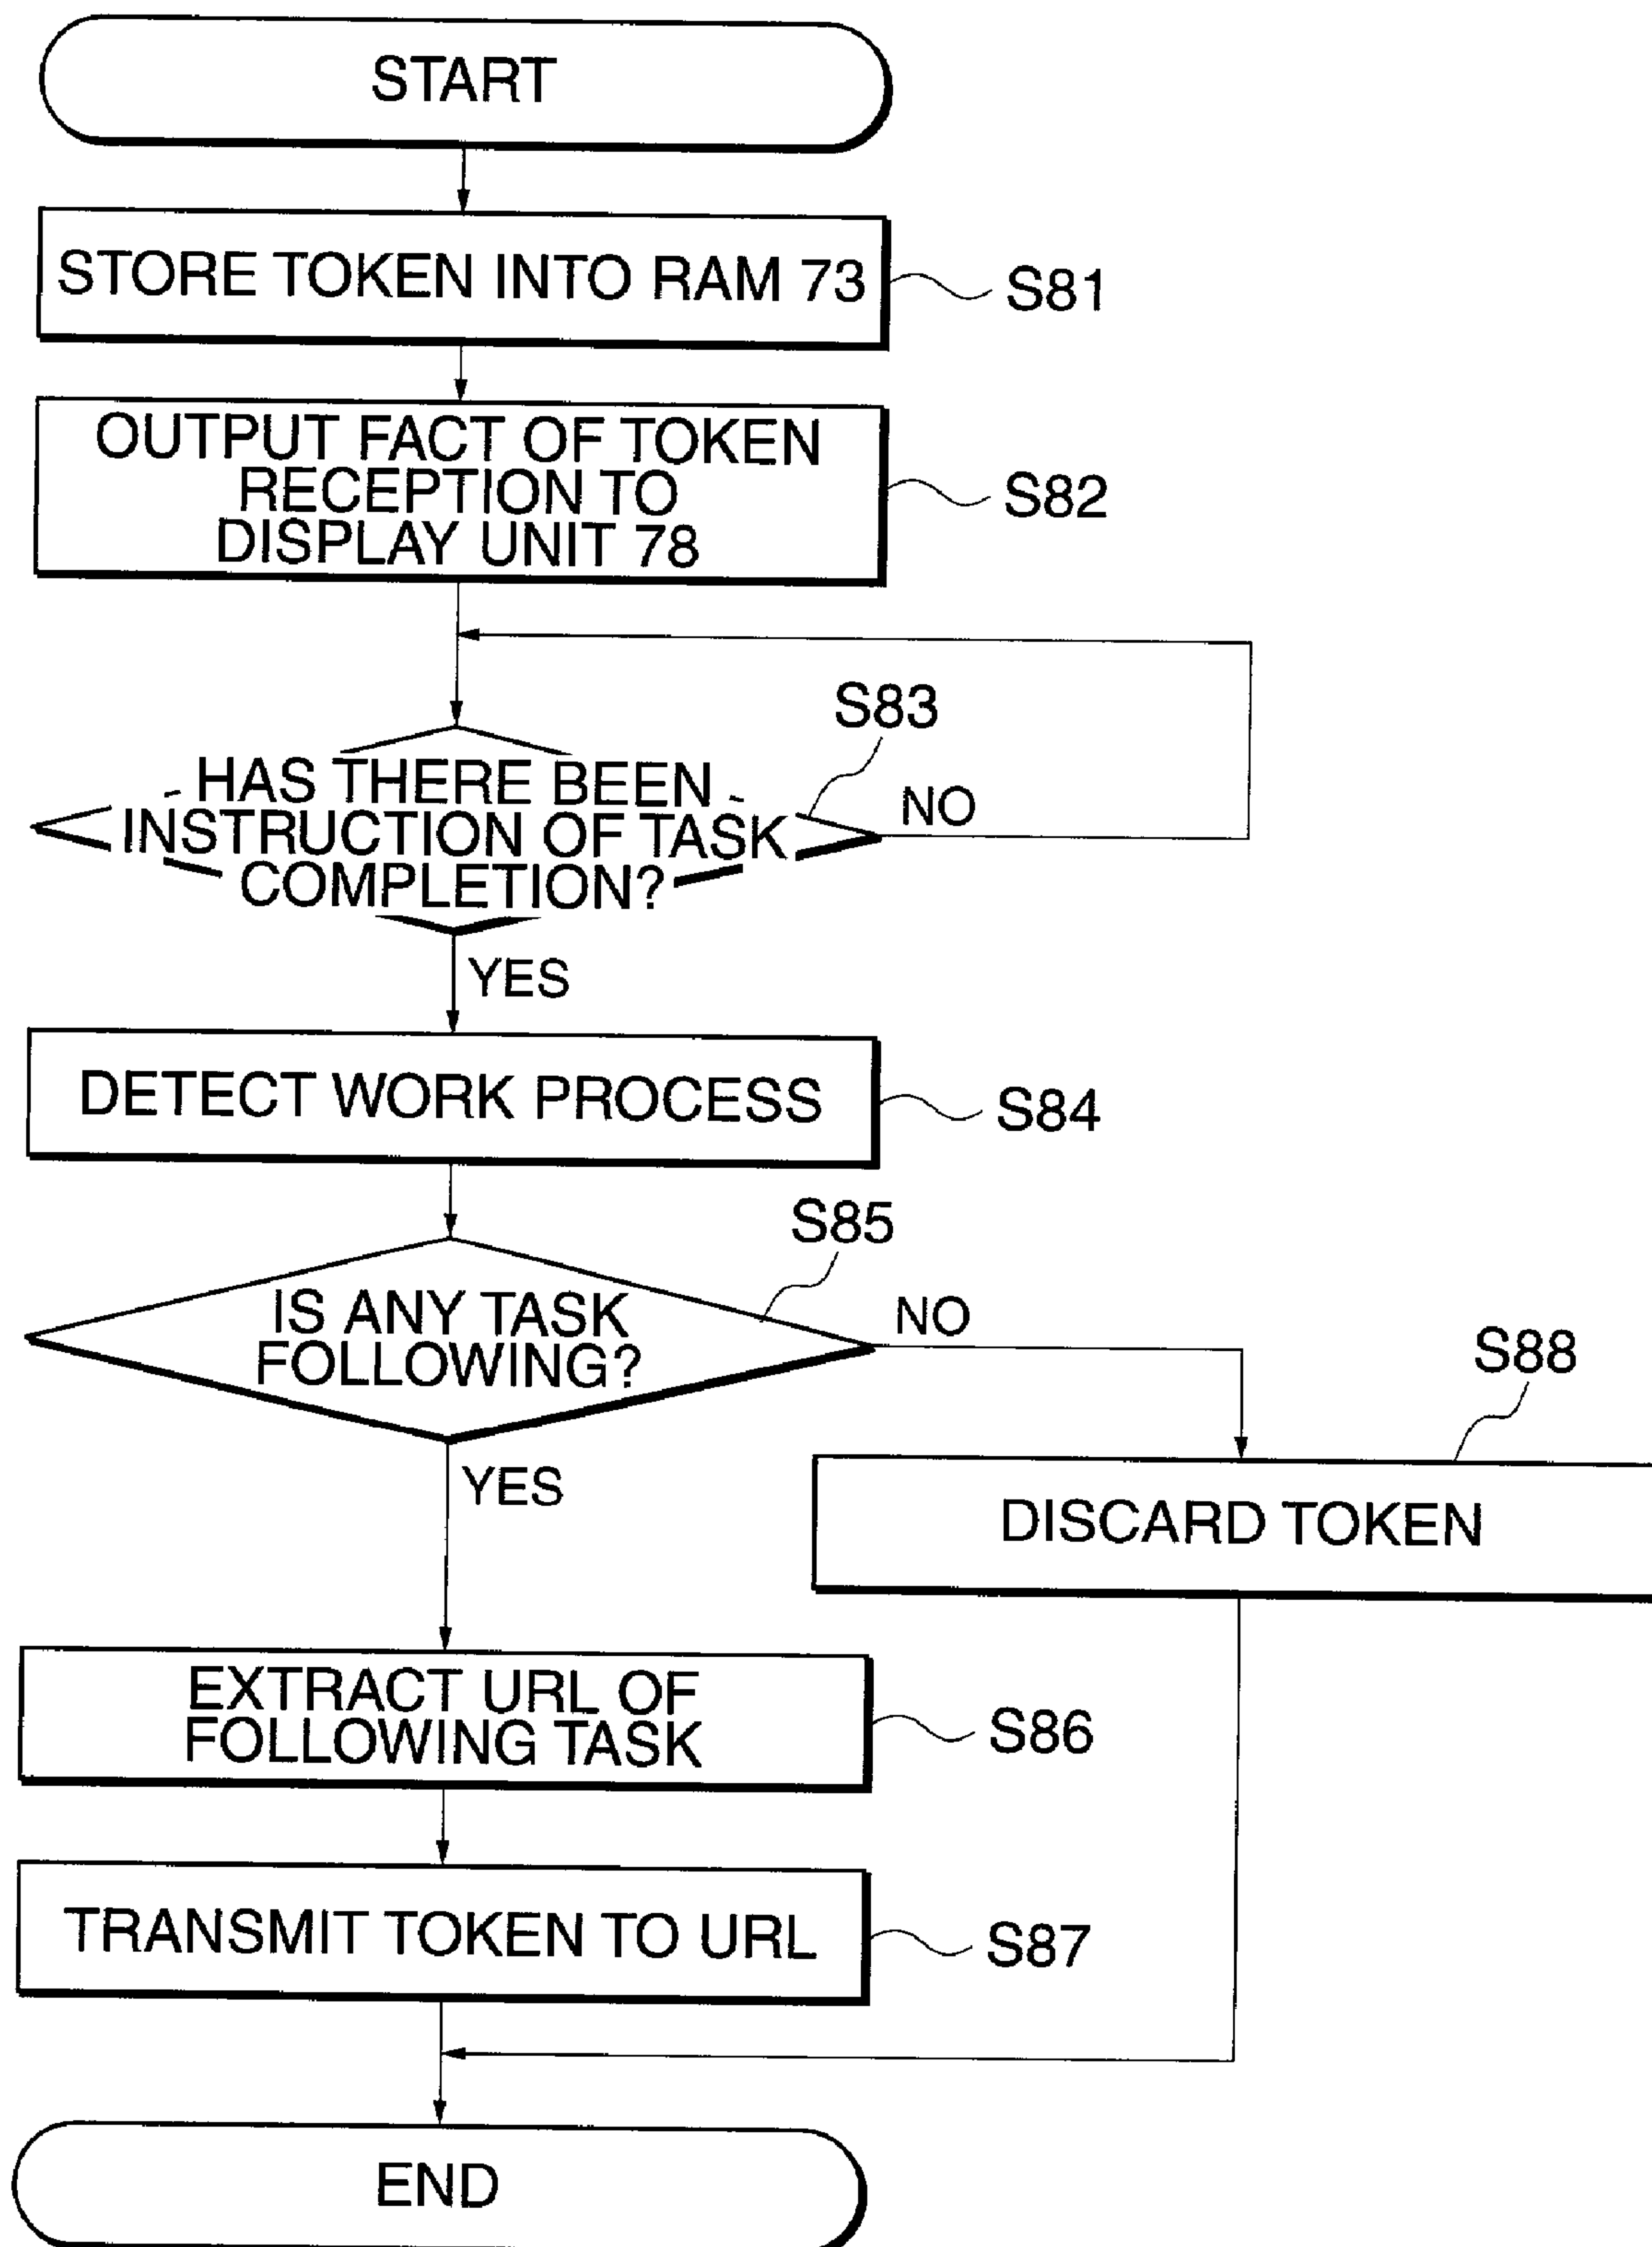 START
STORE TOKEN INTO RAM 73
S81
OUTPUT FACT OF TOKEN
RECEPTION TO
DISPLAY UNIT 78
S82
S83
HAS THERE BEEN
INSTRUCTION OF TASK
COMPLETION?
NO
YES
DETECT WORK PROCESS
S84
S85
IS ANY TASK
FOLLOWING?
NO
YES
S88
DISCARD TOKEN
EXTRACT URL OF
FOLLOWING TASK
S86
TRANSMIT TOKEN TO URL
S87
END